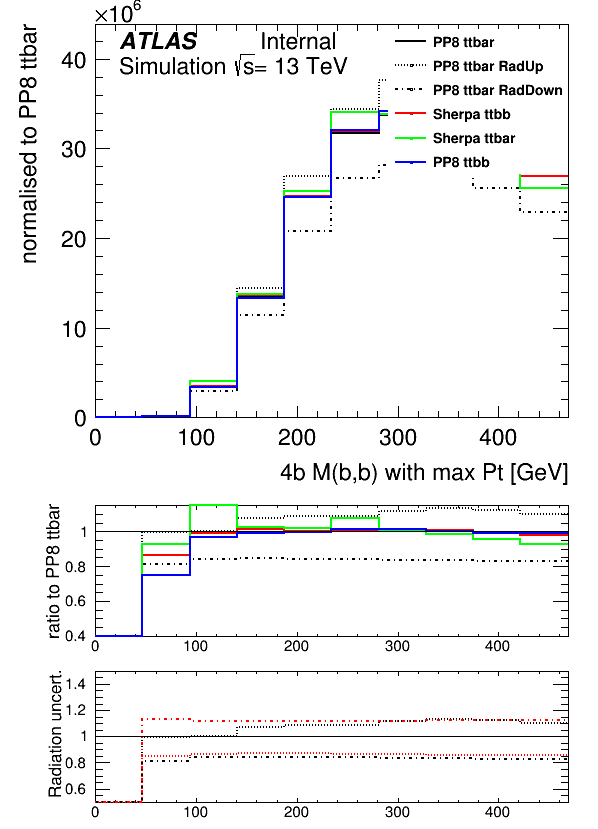 ×10⁶
normalised to PP8 ttbar
40
30
20
10
0
ATLAS Internal
Simulation √s= 13 TeV
PP8 ttbar
PP8 ttbar RadUp
PP8 ttbar RadDown
Sherpa ttbb
Sherpa ttbar
PP8 ttbb
0 100 200 300 400
4b M(b,b) with max Pt [GeV]
ratio to PP8 ttbar
1
0.8
0.6
0.4
0 100 200 300 400
Radiation uncert.
1.4
1.2
1
0.8
0.6
0 100 200 300 400